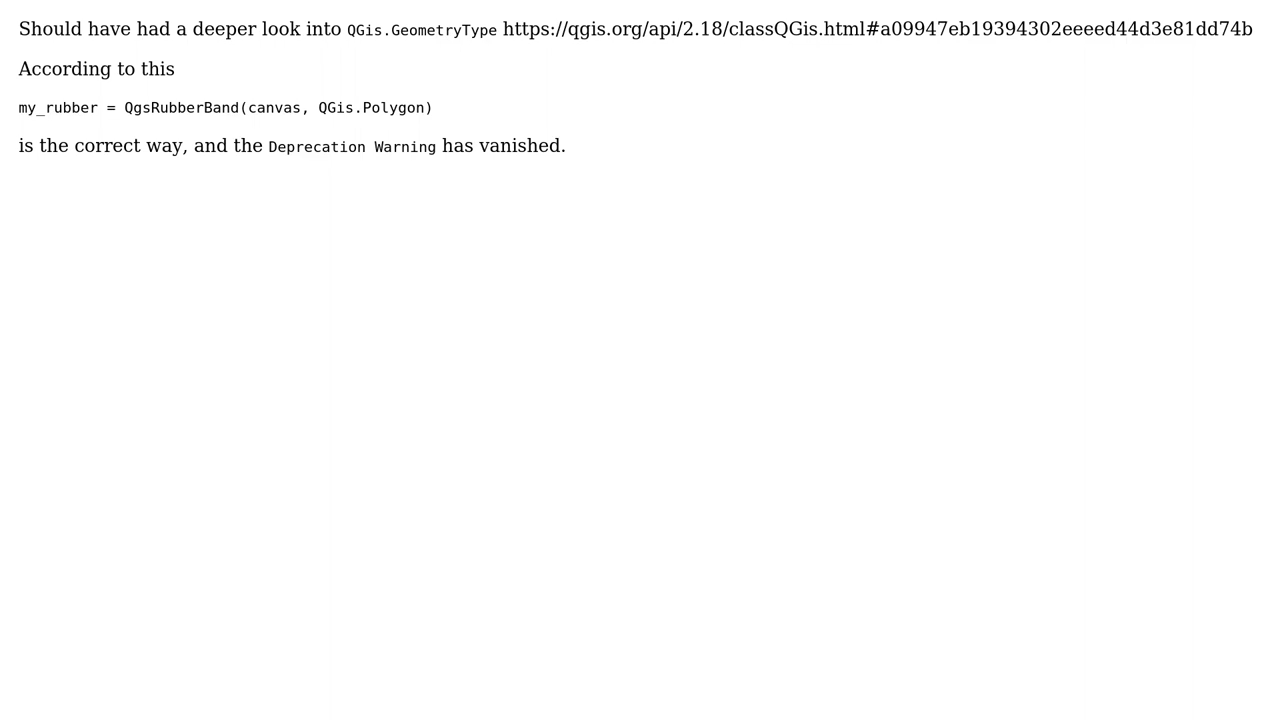 Should have had a deeper look into QGis.GeometryType https://qgis.org/api/2.18/classQGis.html#a09947eb19394302eeeed44d3e81dd74b
According to this
my_rubber = QgsRubberBand(canvas, QGis.Polygon)
is the correct way, and the Deprecation Warning has vanished.